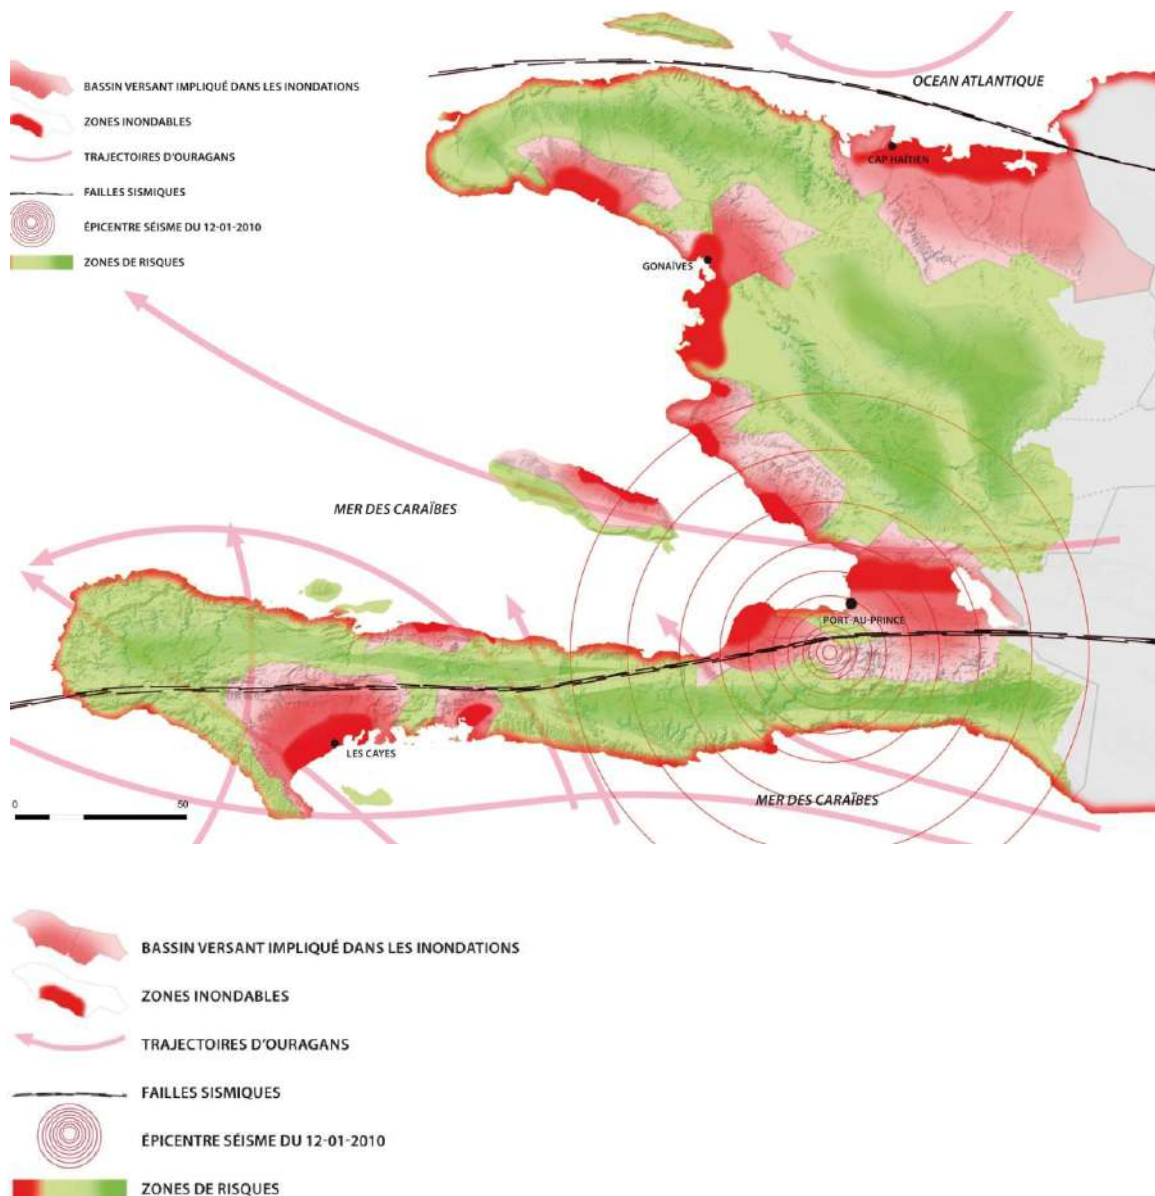 BASSIN VERSANT IMPLIQUÉ DANS LES INONDATIONS
ZONES INONDABLES
TRAJECTOIRES D'OURAGANS
FAILLES SISMIQUES
ÉPICENTRE SÉISME DU 12-01-2010
ZONES DE RISQUES
OCEAN ATLANTIQUE
CAP HAÏTIEN
GONAÏVES
MER DES CARAÏBES
PORT-AU-PRINCE
LES CAYES
MER DES CARAÏBES
0 50
BASSIN VERSANT IMPLIQUÉ DANS LES INONDATIONS
ZONES INONDABLES
TRAJECTOIRES D'OURAGANS
FAILLES SISMIQUES
ÉPICENTRE SÉISME DU 12-01-2010
ZONES DE RISQUES